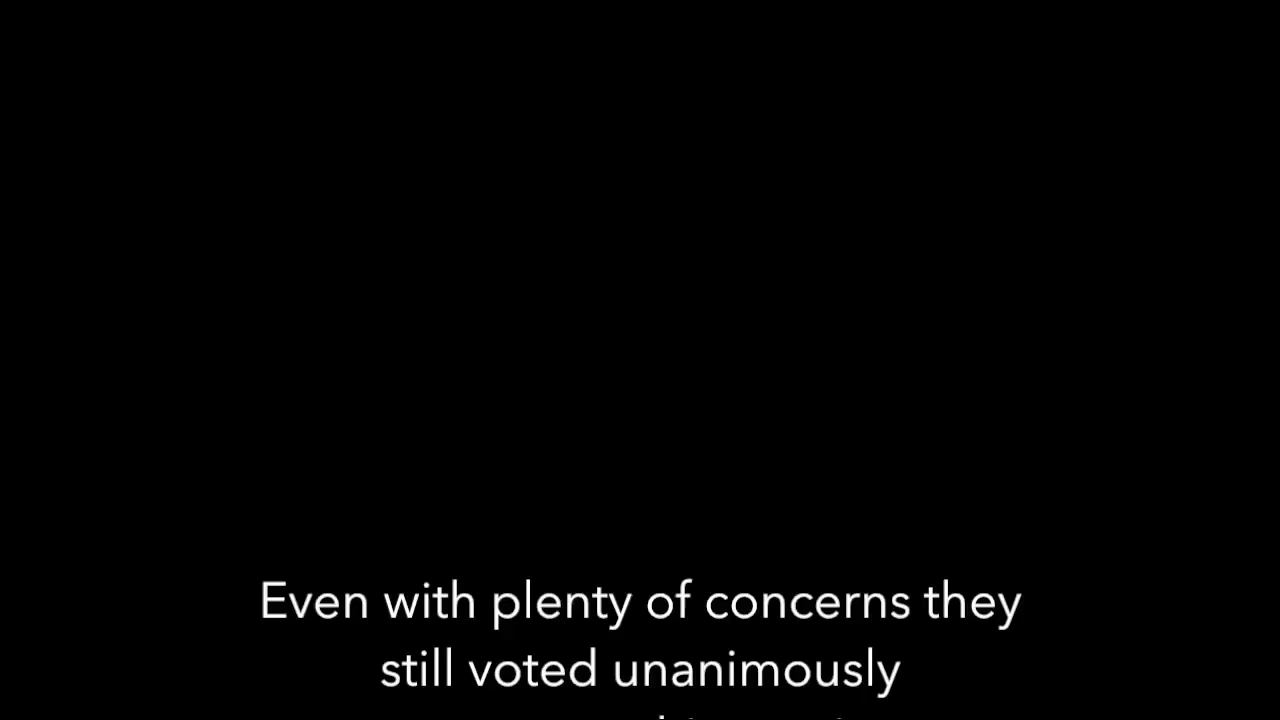 Even with plenty of concerns they
still voted unanimously